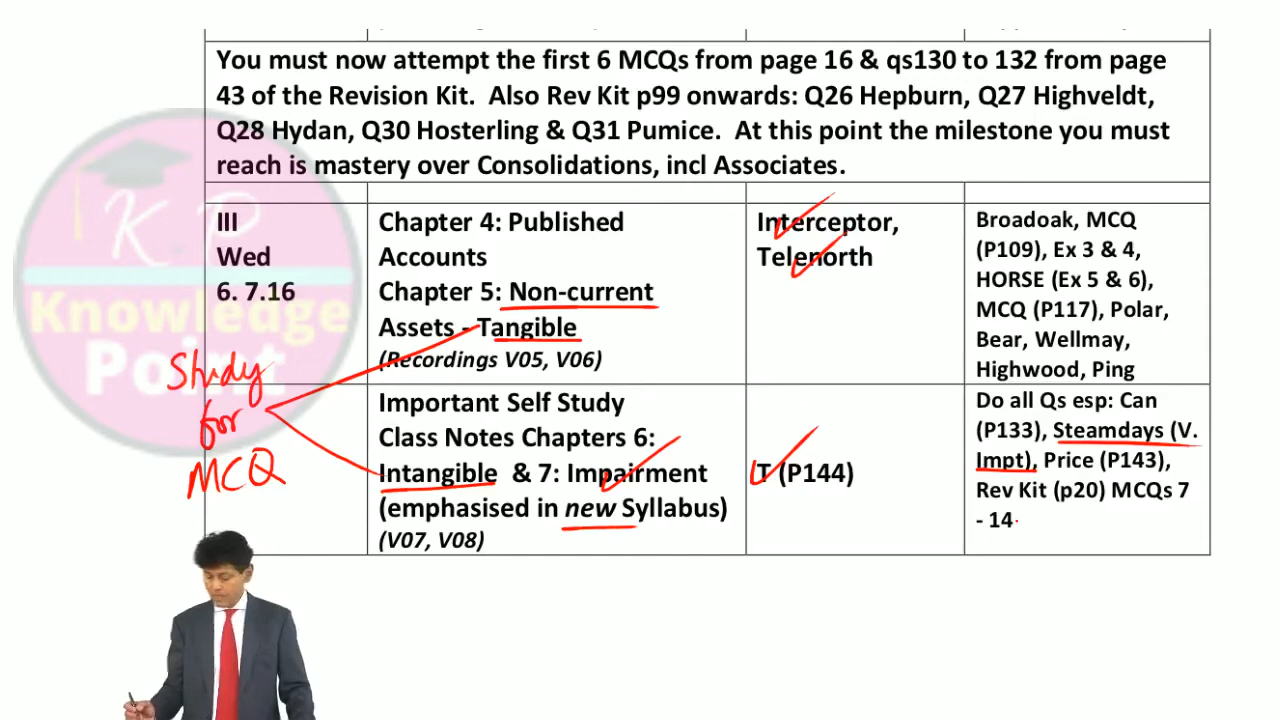 You must now attempt the first 6 MCQs from page 16 & qs130 to 132 from page
43 of the Revision Kit. Also Rev Kit p99 onwards: Q26 Hepburn, Q27 Highveldt,
Q28 Hydan, Q30 Hosterling & Q31 Pumice. At this point the milestone you must
reach is mastery over Consolidations, incl Associates.
III
Wed
6. 7.16
Chapter 4: Published
Accounts
Chapter 5: Non-current
Assets - Tangible
(Recordings V05, V06)
Interceptor,
Telenorth
Broadoak, MCQ
(P109), Ex 3 & 4,
HORSE (Ex 5 & 6),
MCQ (P117), Polar,
Bear, Wellmay,
Highwood, Ping
Study
for
MCQ
Important Self Study
Class Notes Chapters 6:
Intangible & 7: Impairment
(emphasised in new Syllabus)
(V07, V08)
T (P144)
Do all Qs esp: Can
(P133), Steamdays (V.
Impt), Price (P143),
Rev Kit (p20) MCQs 7
- 14
K P
Knowledge
Point